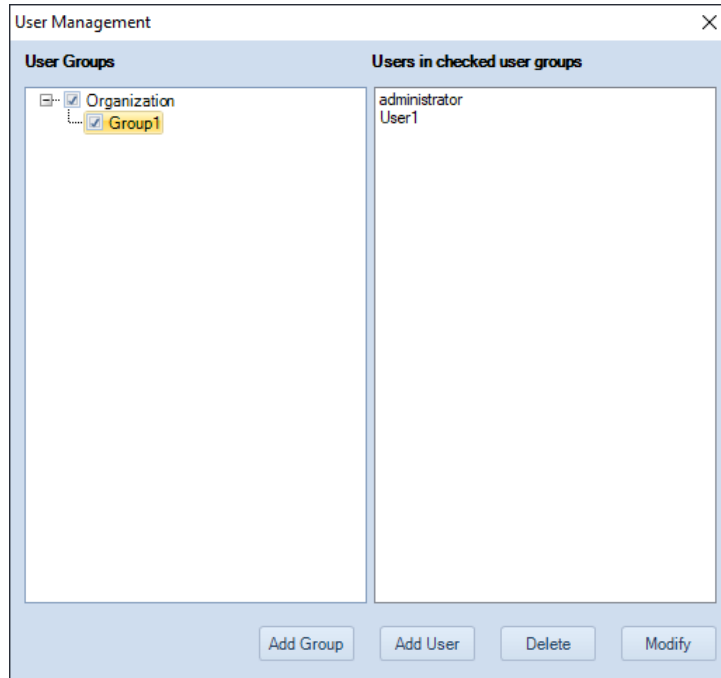 User Management
User Groups
Users in checked user groups
Organization
Group1
administrator
User1
Add Group
Add User
Delete
Modify